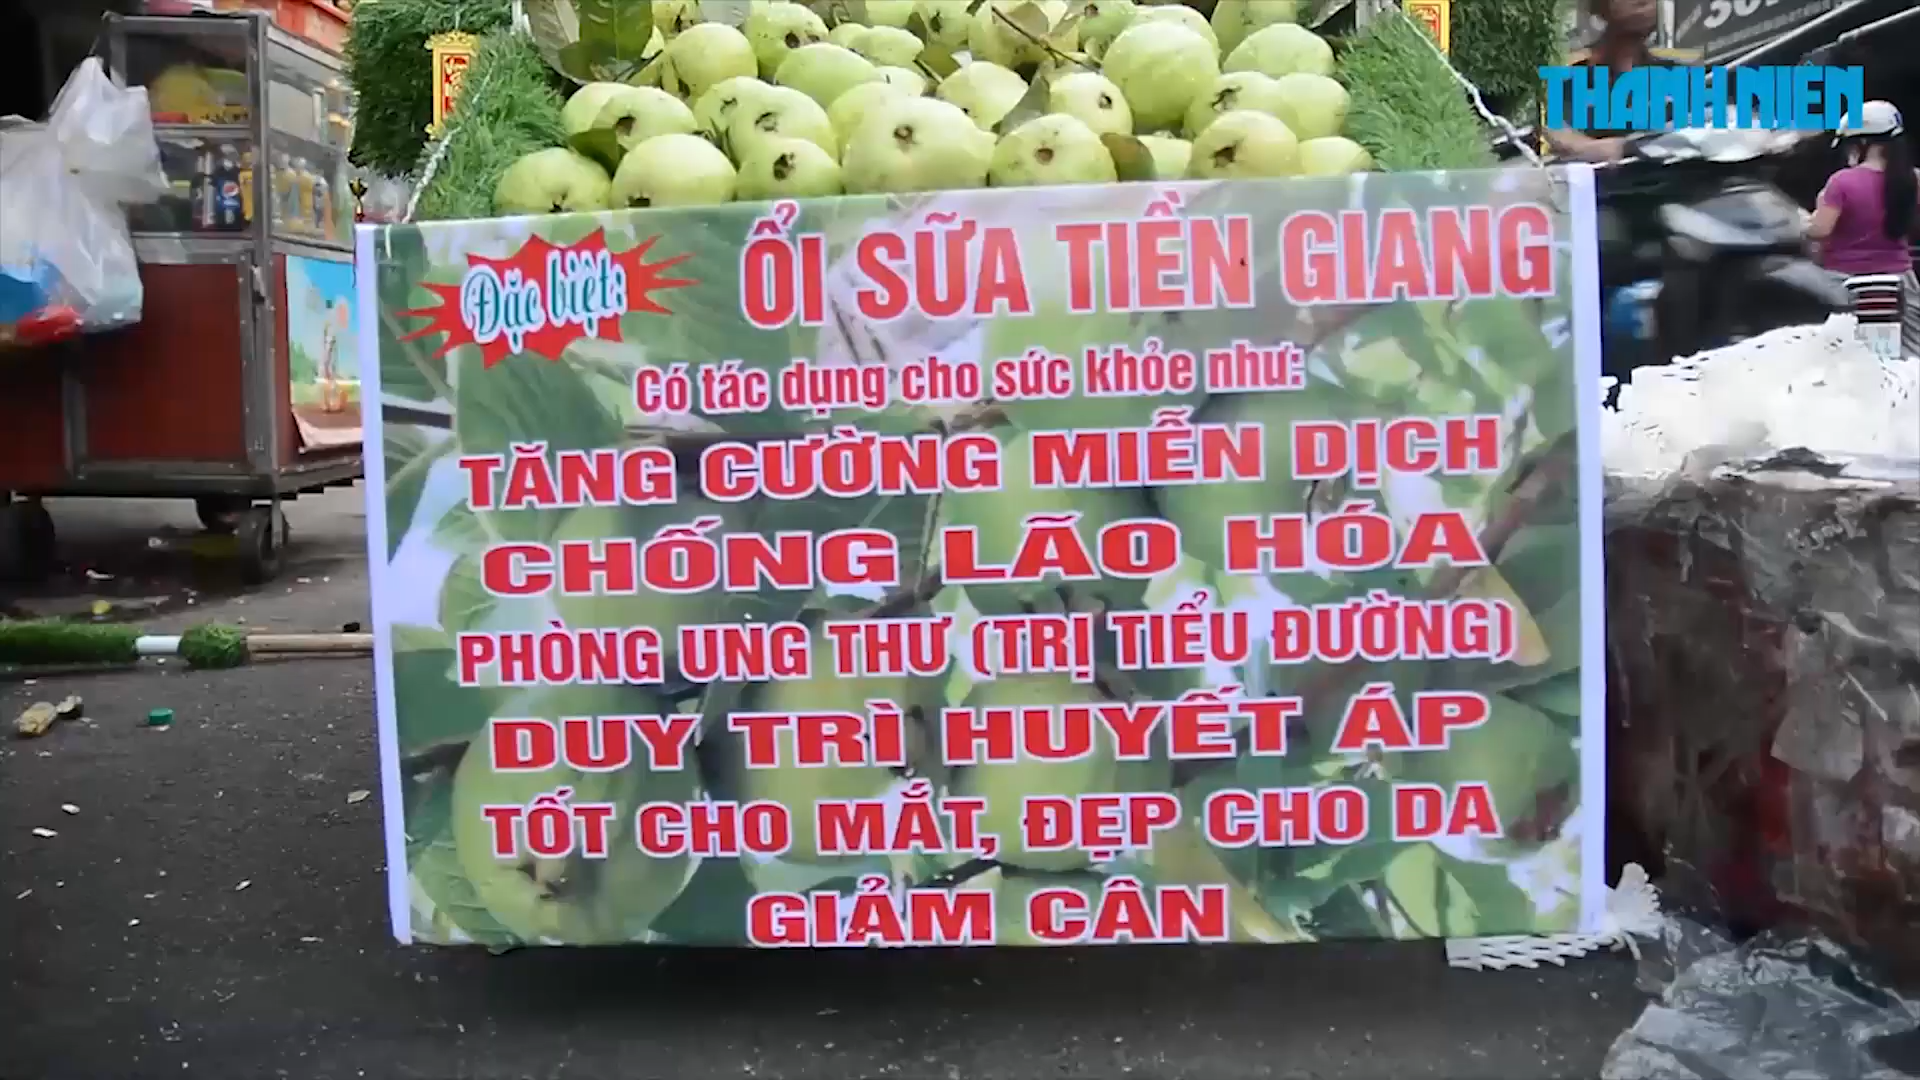 THANH NIÊN
Đặc biệt: ỔI SỮA TIỀN GIANG
Có tác dụng cho sức khỏe như:
TĂNG CƯỜNG MIỄN DỊCH
CHỐNG LÃO HÓA
PHÒNG UNG THƯ (TRỊ TIỂU ĐƯỜNG)
DUY TRÌ HUYẾT ÁP
TỐT CHO MẮT, ĐẸP CHO DA
GIẢM CÂN